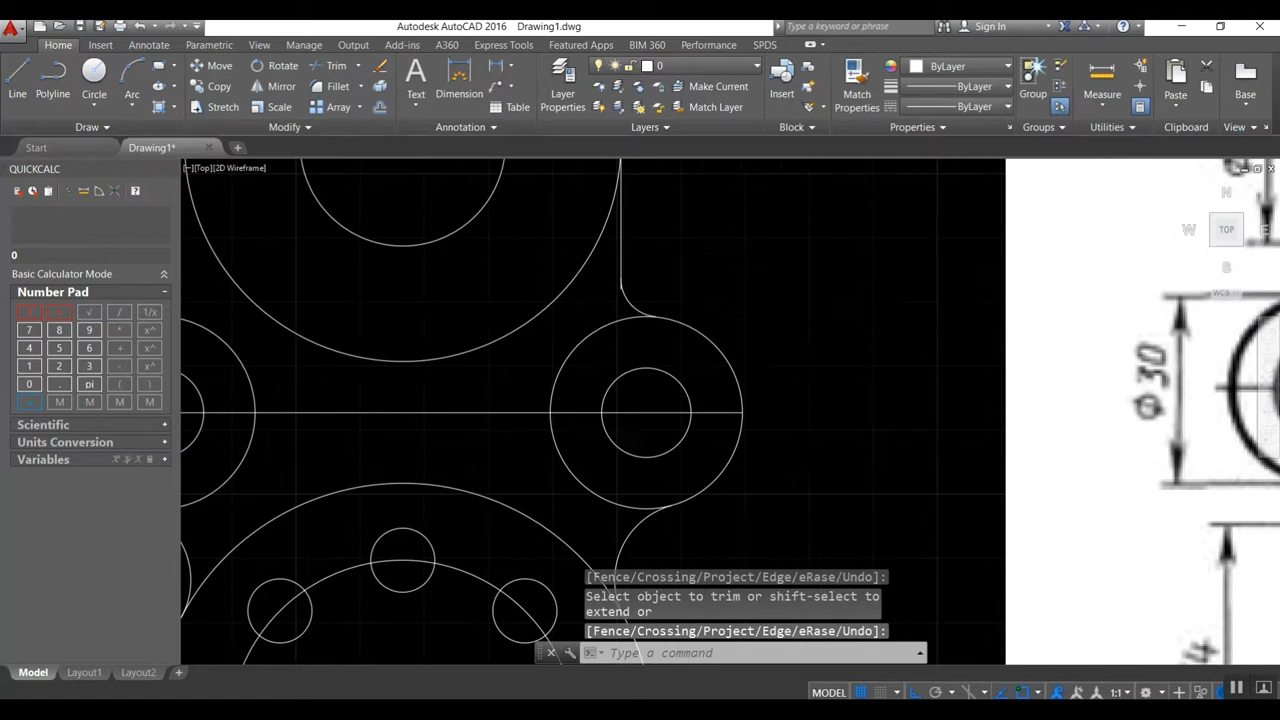 Autodesk AutoCAD 2016 Drawing1.dwg
Type a keyword or phrase
Sign In
Home Insert Annotate Parametric View Manage Output Add-ins A360 Express Tools Featured Apps BIM 360 Performance SPDS
Line
Polyline
Circle
Arc
Move
Rotate
Trim
Copy
Mirror
Fillet
Stretch
Scale
Array
Text
Dimension
Table
Layer
Properties
0
Make Current
Match Layer
Insert
Match
Properties
ByLayer
ByLayer
ByLayer
Group
Measure
Paste
Base
Draw Modify Annotation Layers Block Properties Groups Utilities Clipboard View
Start Drawing1*
QUICKCALC
[−][Top][2D Wireframe]
0
Basic Calculator Mode
Number Pad
√ / 1/x
7 8 9 * x^
4 5 6 + x^
1 2 3 - x^
0 . pi ( )
= M M M M
Scientific
Units Conversion
Variables
N
W TOP E
S
WCS
Φ 30
4
[Fence/Crossing/Project/Edge/eRase/Undo]:
Select object to trim or shift-select to
extend or
[Fence/Crossing/Project/Edge/eRase/Undo]:
Type a command
Model Layout1 Layout2
MODEL 1:1